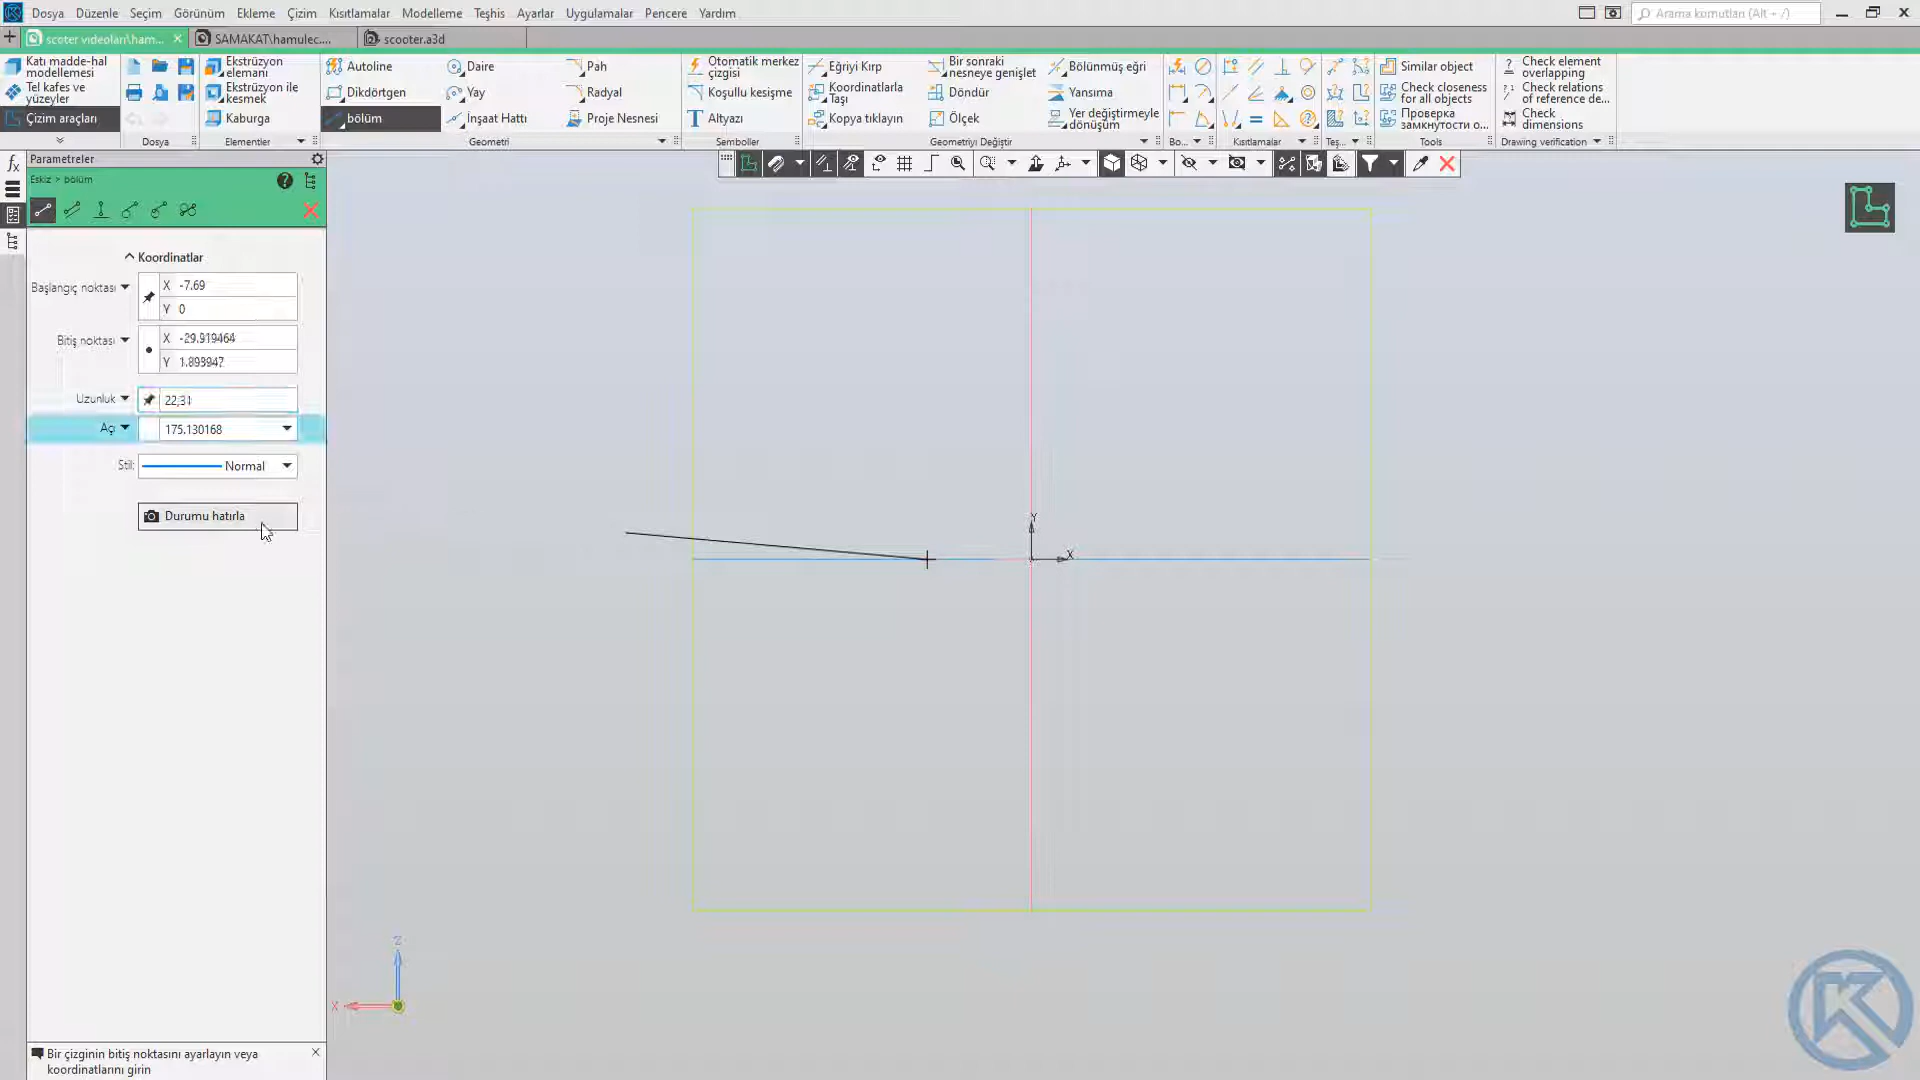 Dosya Düzenle Seçim Görünüm Ekleme Çizim Kısıtlamalar Modelleme Teşhis Ayarlar Uygulamalar Pencere Yardım
Arama komutları (Alt + /)
scoter videoları\ham... SAMAKAT\hamulec.... scooter.a3d
Katı madde-hal modellemesi
Tel kafes ve yüzeyler
Çizim araçları
Dosya
Ekstrüzyon elemanı
Ekstrüzyon ile kesmek
Kaburga
Elementler
Autoline Daire Pah
Dikdörtgen Yay Radyal
bölüm İnşaat Hattı Proje Nesnesi
Geometri
Otomatik merkez çizgisi
Koşullu kesişme
Altyazı
Semboller
Eğriyi Kırp Bir sonraki nesneye genişlet Bölünmüş eğri
Koordinatlarla Taşı Döndür Yansıma
Kopya tıklayın Ölçek Yer değiştirmeyle dönüşüm
Geometriyı Değiştir
Bo...
Kısıtlamalar
Teş...
Similar object
Check closeness for all objects
Проверка замкнутости о...
Tools
Check element overlapping
Check relations of reference de...
Check dimensions
Drawing verification
Parametreler
Eskiz > bölüm
Koordinatlar
Başlangıç noktası X -7.69
Y 0
Bitiş noktası X -29.919464
Y 1.893947
Uzunluk 22,31
Açı 175.130168
Stil: Normal
Durumu hatırla
Y
X
Z
X
Bir çizginin bitiş noktasını ayarlayın veya
koordinatlarını girin